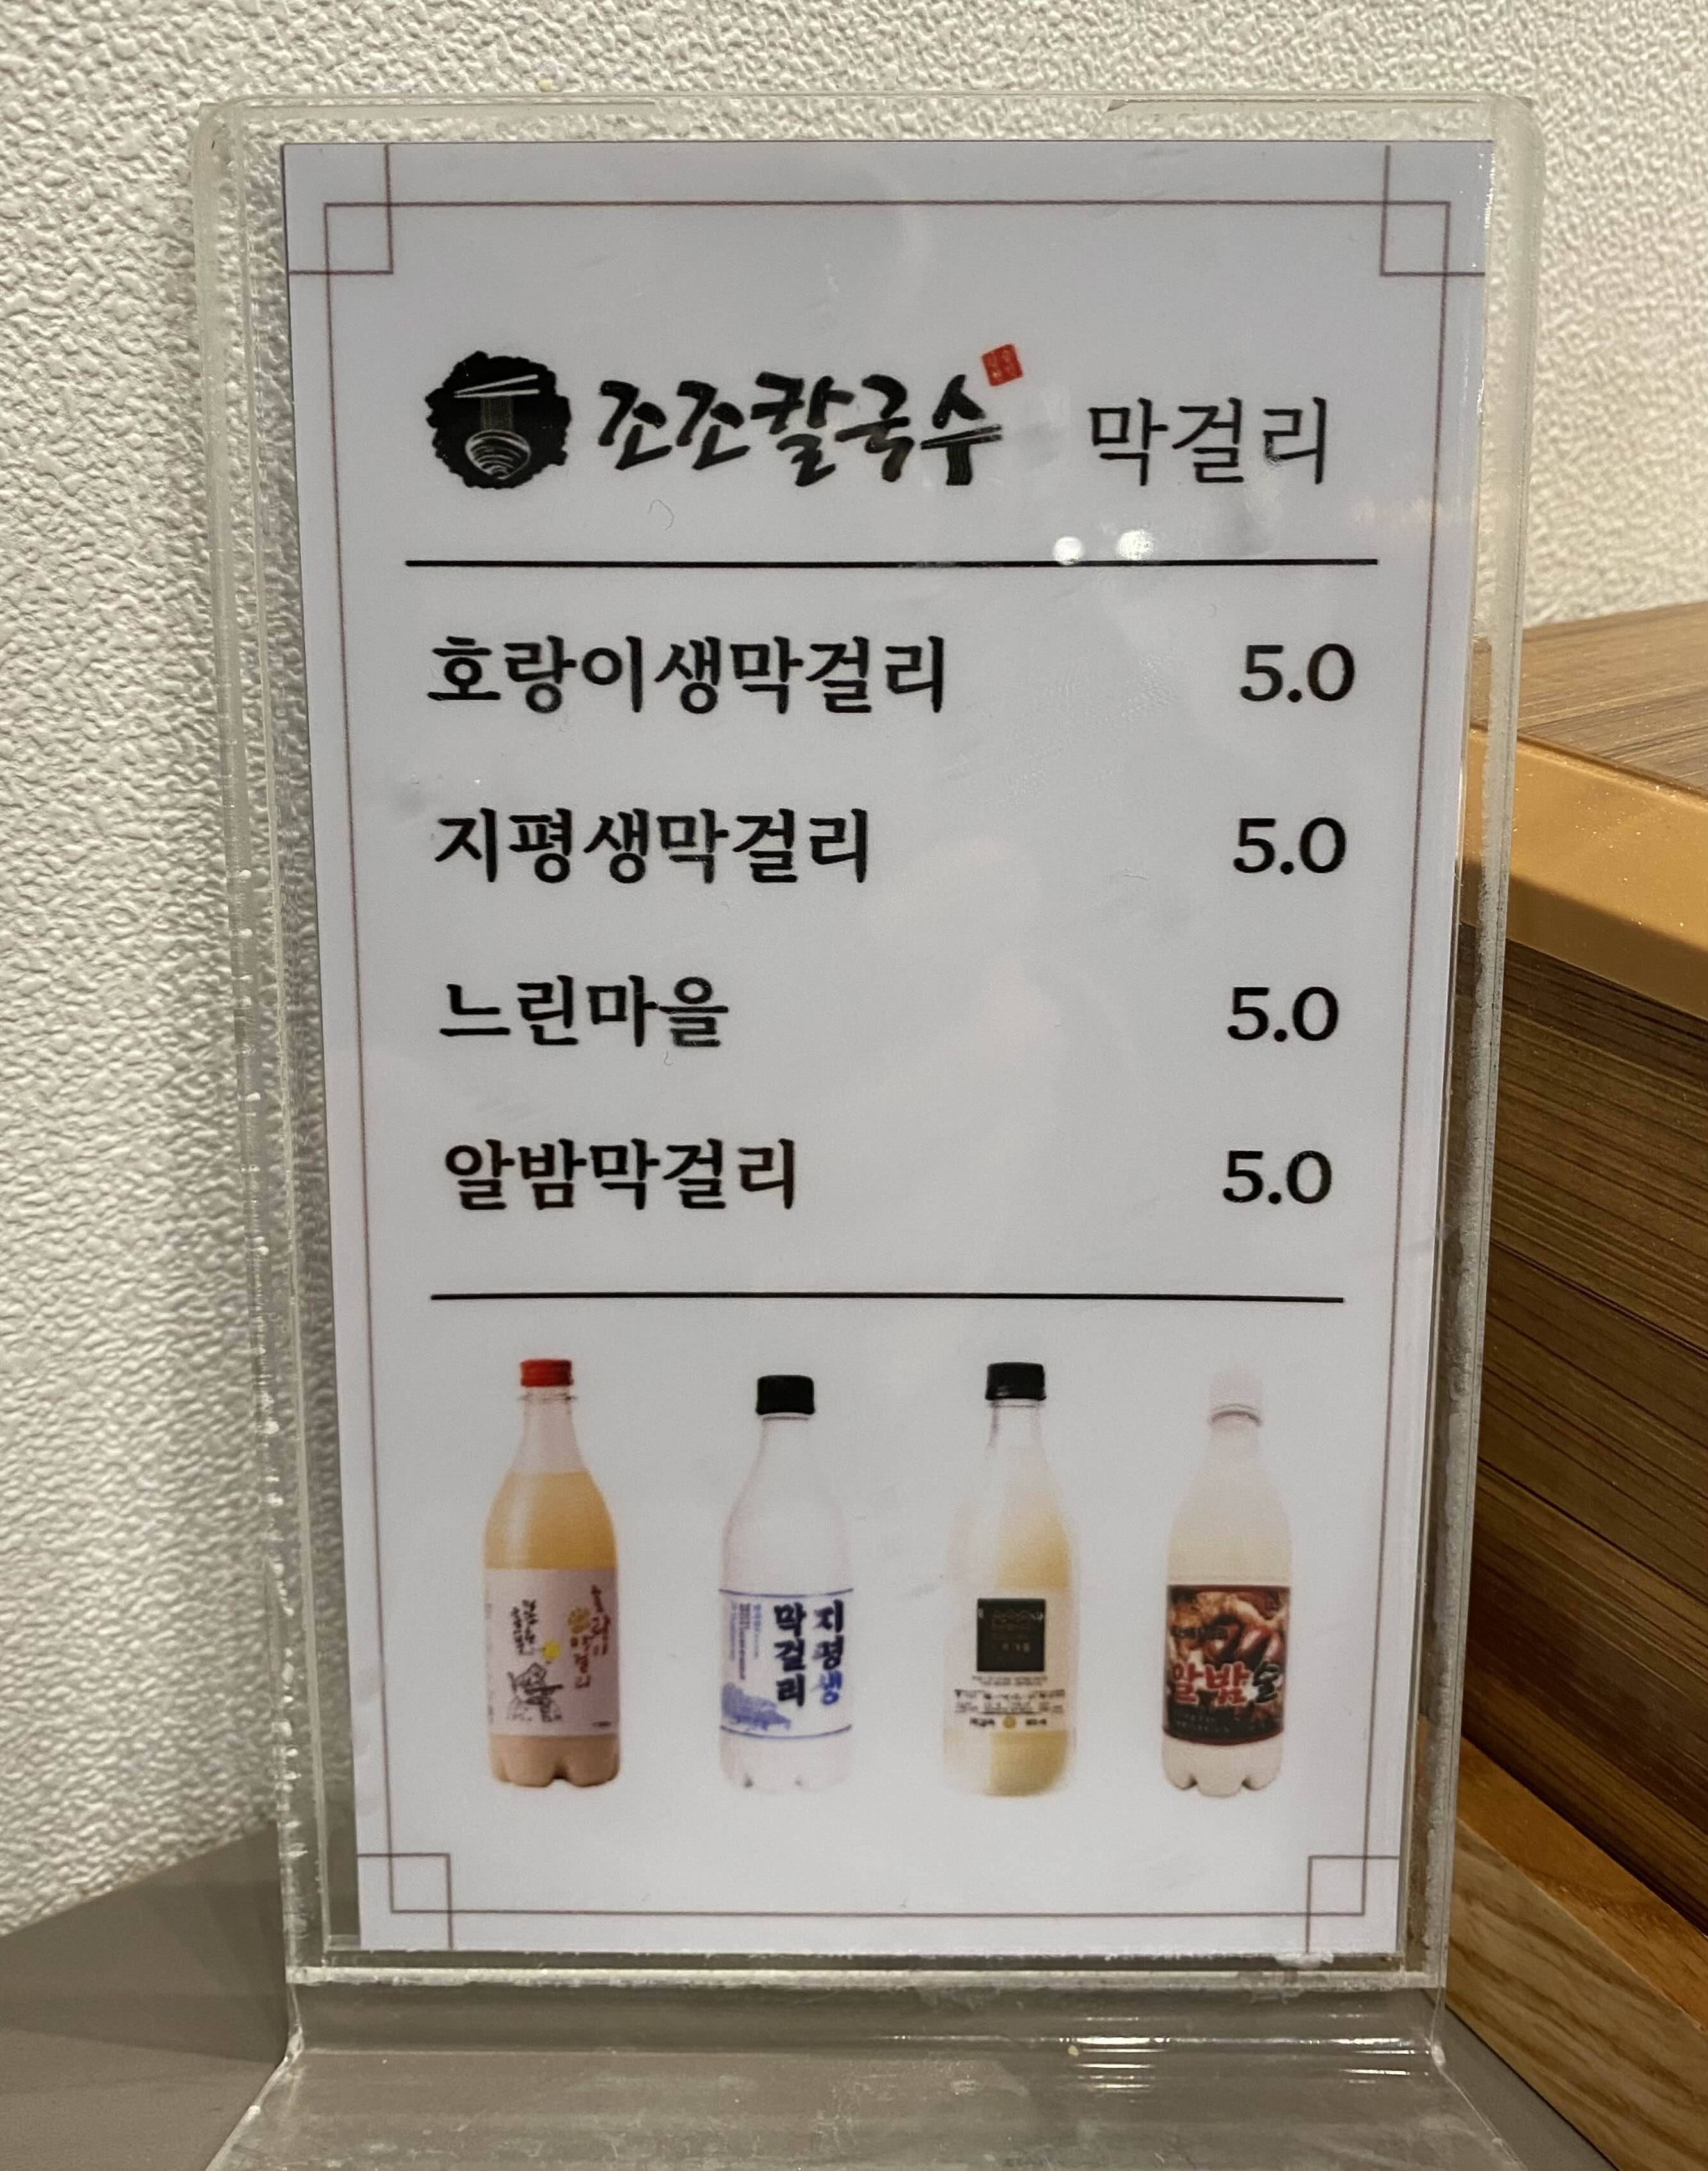 조조칼국수 막걸리
호랑이생막걸리 5.0
지평생막걸리 5.0
느린마을 5.0
알밤막걸리 5.0
지평생
막걸리
알밤술